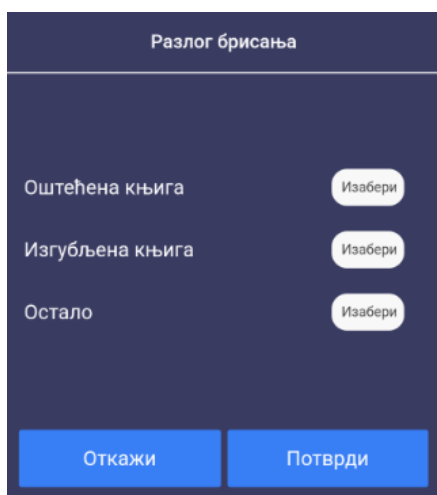 Разлог брисања
Оштећена књига Изабери
Изгубљена књига Изабери
Остало Изабери
Откажи Потврди